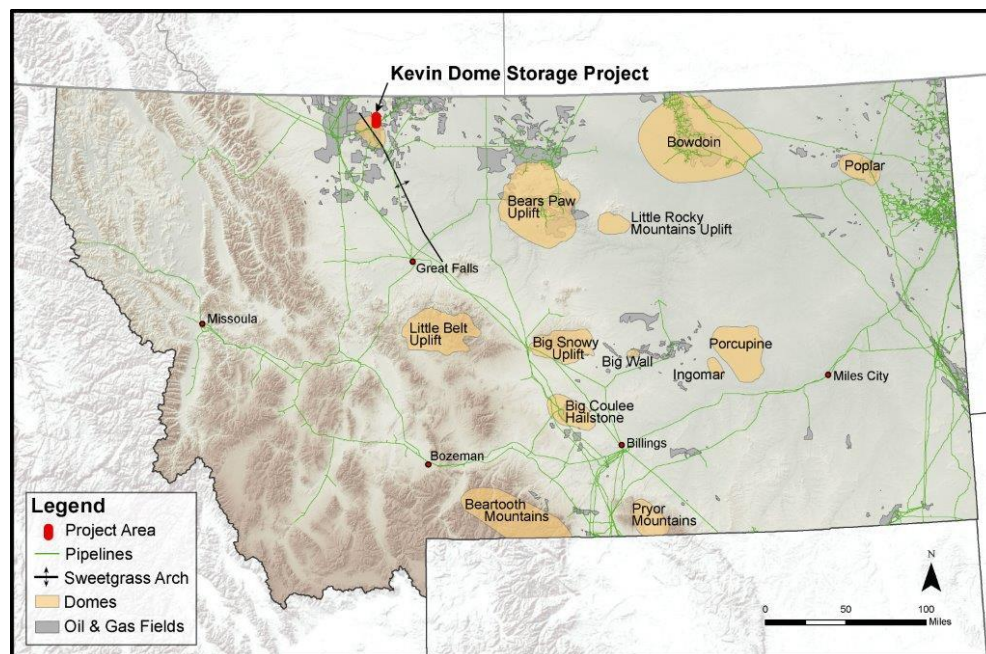 Kevin Dome Storage Project
Bowdoin
Poplar
Bears Paw
Uplift
Little Rocky
Mountains Uplift
Great Falls
Missoula
Little Belt
Uplift
Big Snowy
Uplift
Big Wall
Porcupine
Ingomar
Miles City
Big Coulee
Hailstone
Billings
Bozeman
Beartooth
Mountains
Pryor
Mountains
Legend
Project Area
Pipelines
Sweetgrass Arch
Domes
Oil & Gas Fields
N
0 50 100
Miles